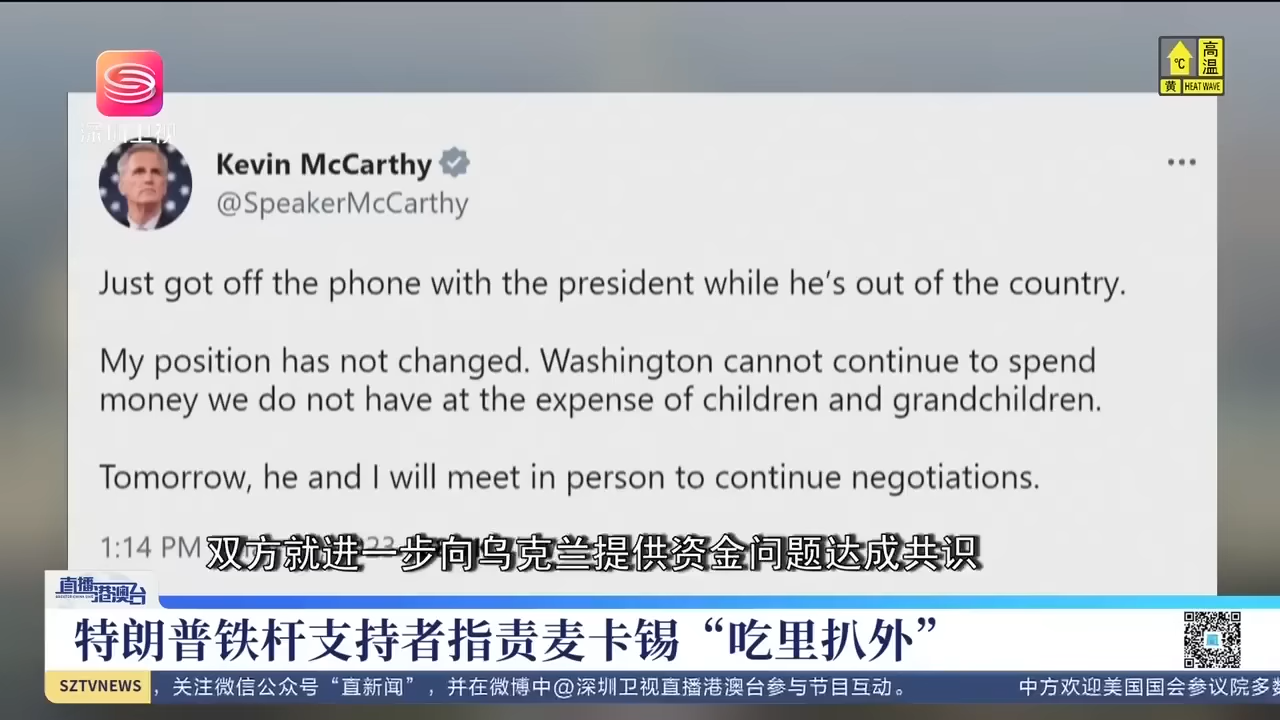 高温
℃
黄 HEAT WAVE
深圳卫视
Kevin McCarthy
@SpeakerMcCarthy
Just got off the phone with the president while he's out of the country.
My position has not changed. Washington cannot continue to spend
money we do not have at the expense of children and grandchildren.
Tomorrow, he and I will meet in person to continue negotiations.
1:14 PM
双方就进一步向乌克兰提供资金问题达成共识
直播港澳台
特朗普铁杆支持者指责麦卡锡“吃里扒外”
SZTVNEWS ，关注微信公众号“直新闻”，并在微博中@深圳卫视直播港澳台参与节目互动。 中方欢迎美国国会参议院多数